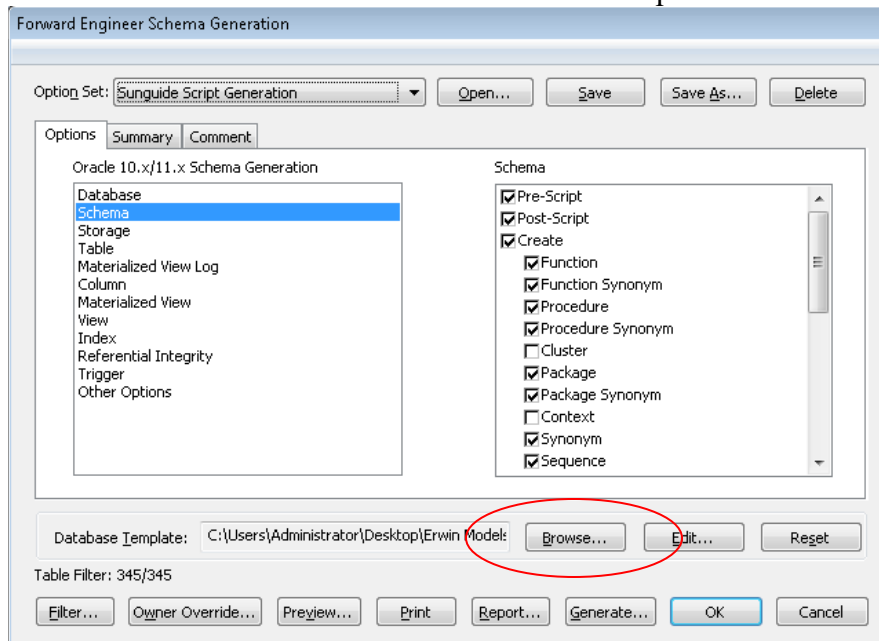 Forward Engineer Schema Generation
Option Set: Sunguide Script Generation Open... Save Save As... Delete
Options Summary Comment
Oracle 10.x/11.x Schema Generation
Database
Schema
Storage
Table
Materialized View Log
Column
Materialized View
View
Index
Referential Integrity
Trigger
Other Options
Schema
Pre-Script
Post-Script
Create
Function
Function Synonym
Procedure
Procedure Synonym
Cluster
Package
Package Synonym
Context
Synonym
Sequence
Database Template: C:\Users\Administrator\Desktop\Erwin Models Browse... Edit... Reset
Table Filter: 345/345
Filter... Owner Override... Preview... Print Report... Generate... OK Cancel